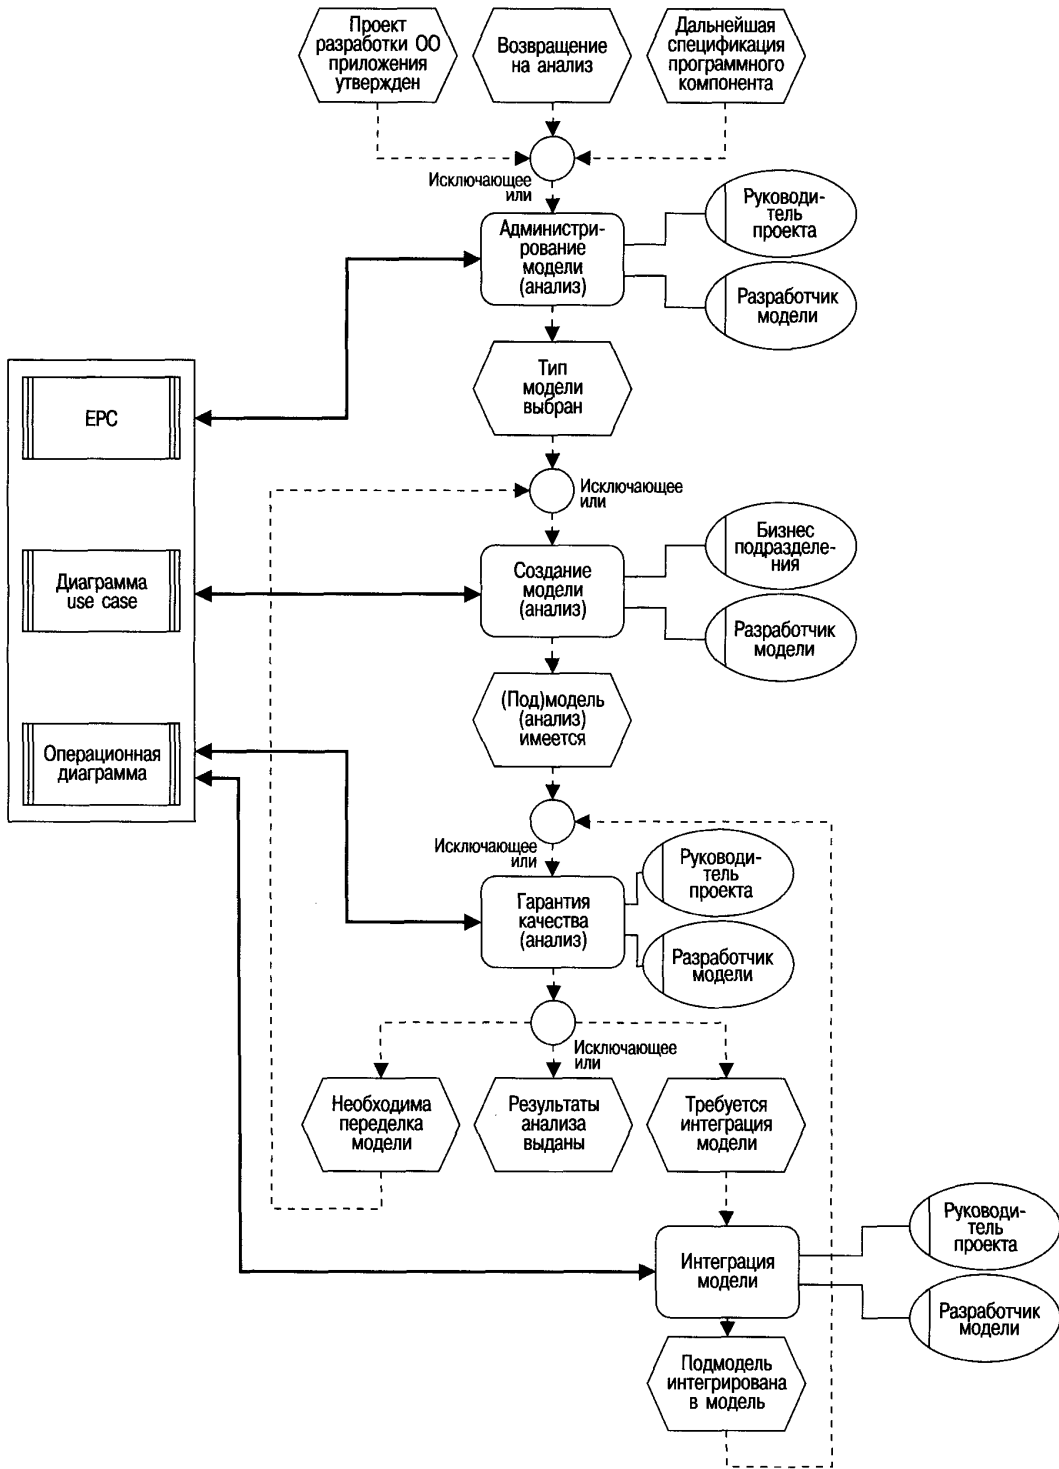 Проект
разработки ОО
приложения
утвержден
Возвращение
на анализ
Дальнейшая
спецификация
программного
компонента
Исключающее
или
Администри-
рование
модели
(анализ)
Руководи-
тель
проекта
Разработчик
модели
Тип
модели
выбран
EPC
Исключающее
или
Диаграмма
use case
Создание
модели
(анализ)
Бизнес
подразделе-
ния
Разработчик
модели
(Под)модель
(анализ)
имеется
Операционная
диаграмма
Исключающее
или
Гарантия
качества
(анализ)
Руководи-
тель
проекта
Разработчик
модели
Исключающее
или
Необходима
переделка
модели
Результаты
анализа
выданы
Требуется
интеграция
модели
Интеграция
модели
Руководи-
тель
проекта
Разработчик
модели
Подмодель
интегрирована
в модель